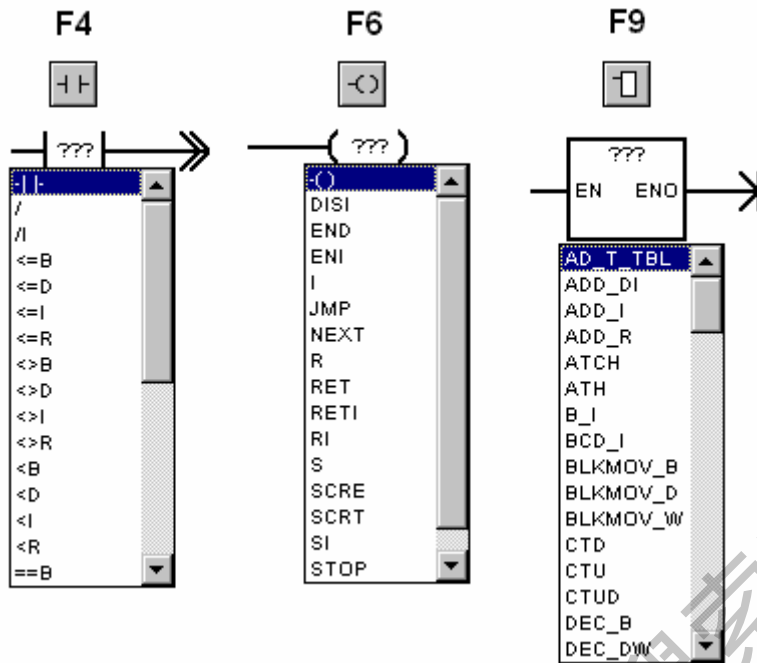 F4
F6
F9
???
-| |-
/
/I
<=B
<=D
<=I
<=R
<>B
<>D
<>I
<>R
<B
<D
<I
<R
==B
???
-()
DISI
END
ENI
I
JMP
NEXT
R
RET
RETI
RI
S
SCRE
SCRT
SI
STOP
???
EN ENO
AD_T_TBL
ADD_DI
ADD_I
ADD_R
ATCH
ATH
B_I
BCD_I
BLKMOV_B
BLKMOV_D
BLKMOV_W
CTD
CTU
CTUD
DEC_B
DEC_DW